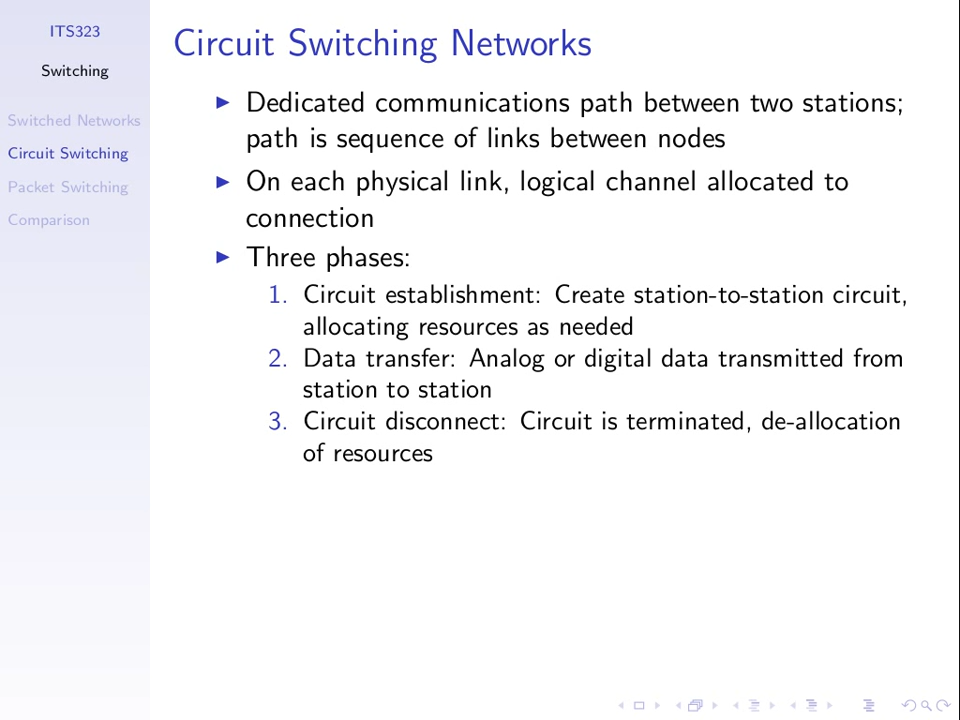 ITS323
Switching
Switched Networks
Circuit Switching
Packet Switching
Comparison
Circuit Switching Networks
Dedicated communications path between two stations;
path is sequence of links between nodes
On each physical link, logical channel allocated to
connection
Three phases:
1. Circuit establishment: Create station-to-station circuit,
allocating resources as needed
2. Data transfer: Analog or digital data transmitted from
station to station
3. Circuit disconnect: Circuit is terminated, de-allocation
of resources